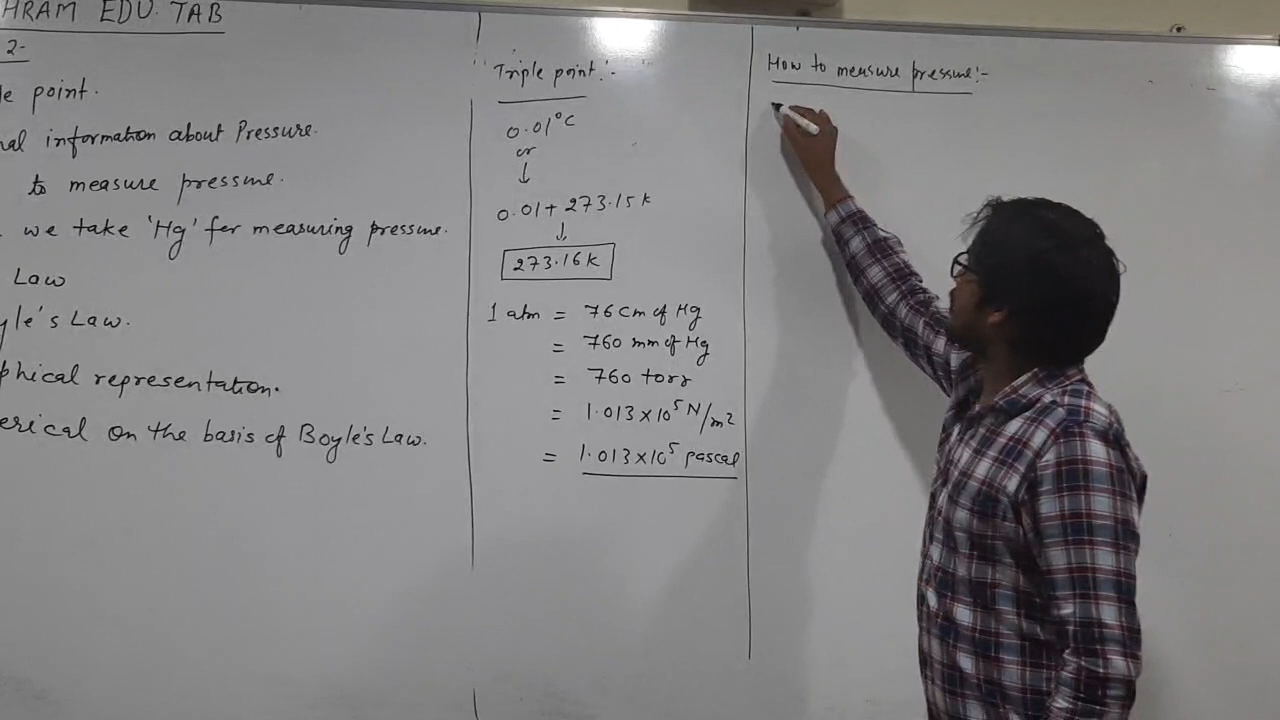 HRAM EDU. TAB
2-
le point.
nal information about Pressure.
to measure pressure.
we take 'Hg' for measuring pressure.
Law
yle's Law.
phical representation.
erical on the basis of Boyle's Law.
"Triple point:- "
0.01°C
or
↓
0.01 + 273.15 k
↓
273.16 k
1 atm = 76 cm of Hg
= 760 mm of Hg
= 760 torr
= 1.013 × 10⁵ N/m²
= 1.013 × 10⁵ pascal
How to measure pressure:-